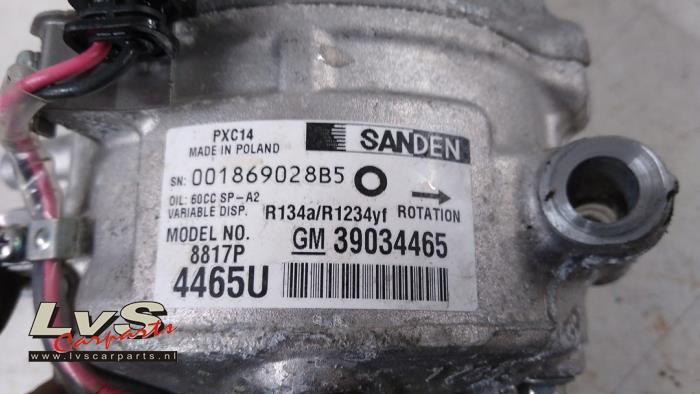 PXC14
MADE IN POLAND
SANDEN
SN: 001869028B5
OIL: 60CC SP-A2
VARIABLE DISP.
R134a/R1234yf ROTATION
MODEL NO.
8817P
GM 39034465
4465U
LvS
Carparts
www.lvscarparts.nl